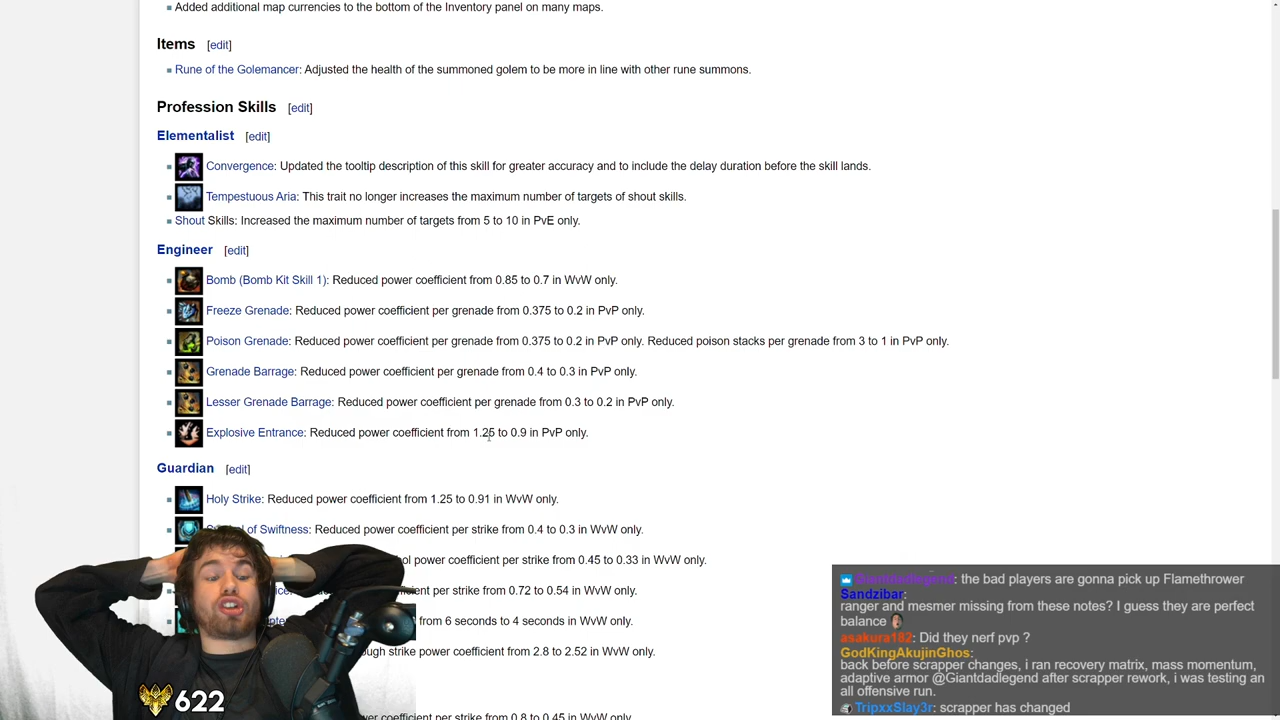 Added additional map currencies to the bottom of the Inventory panel on many maps.
Items [edit]
Rune of the Golemancer: Adjusted the health of the summoned golem to be more in line with other rune summons.
Profession Skills [edit]
Elementalist [edit]
Convergence: Updated the tooltip description of this skill for greater accuracy and to include the delay duration before the skill lands.
Tempestuous Aria: This trait no longer increases the maximum number of targets of shout skills.
Shout Skills: Increased the maximum number of targets from 5 to 10 in PvE only.
Engineer [edit]
Bomb (Bomb Kit Skill 1): Reduced power coefficient from 0.85 to 0.7 in WvW only.
Freeze Grenade: Reduced power coefficient per grenade from 0.375 to 0.2 in PvP only.
Poison Grenade: Reduced power coefficient per grenade from 0.375 to 0.2 in PvP only. Reduced poison stacks per grenade from 3 to 1 in PvP only.
Grenade Barrage: Reduced power coefficient per grenade from 0.4 to 0.3 in PvP only.
Lesser Grenade Barrage: Reduced power coefficient per grenade from 0.3 to 0.2 in PvP only.
Explosive Entrance: Reduced power coefficient from 1.25 to 0.9 in PvP only.
Guardian [edit]
Holy Strike: Reduced power coefficient from 1.25 to 0.91 in WvW only.
of Swiftness: Reduced power coefficient per strike from 0.4 to 0.3 in WvW only.
power coefficient per strike from 0.45 to 0.33 in WvW only.
per strike from 0.72 to 0.54 in WvW only.
from 6 seconds to 4 seconds in WvW only.
strike power coefficient from 2.8 to 2.52 in WvW only.
coefficient per strike from 0.8 to 0.45 in WvW only.
622
Giantdadlegend: the bad players are gonna pick up Flamethrower
Sandzibar:
ranger and mesmer missing from these notes? I guess they are perfect
balance
asakura182: Did they nerf pvp ?
GodKingAkujinGhos:
back before scrapper changes, i ran recovery matrix, mass momentum,
adaptive armor @Giantdadlegend after scrapper rework, i was testing an
all offensive run.
TripxxSlay3r: scrapper has changed